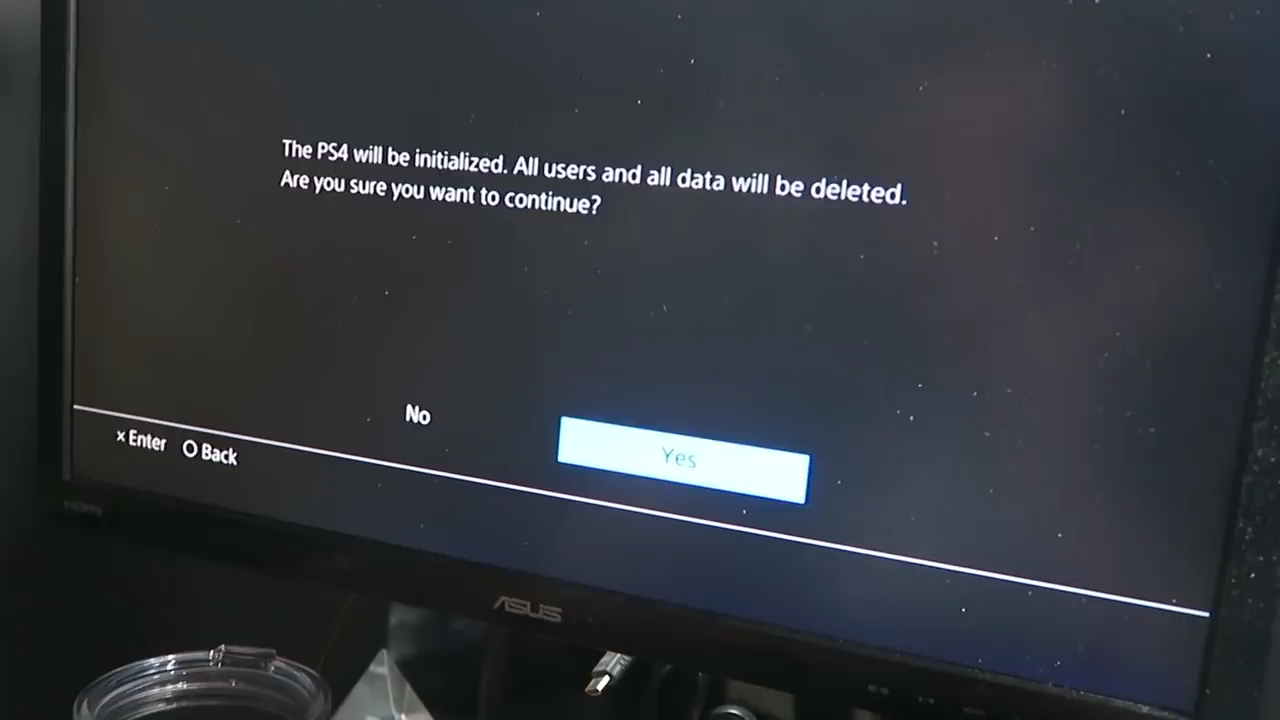 The PS4 will be initialized. All users and all data will be deleted.
Are you sure you want to continue?
No
Yes
× Enter O Back
HDMI
ASUS